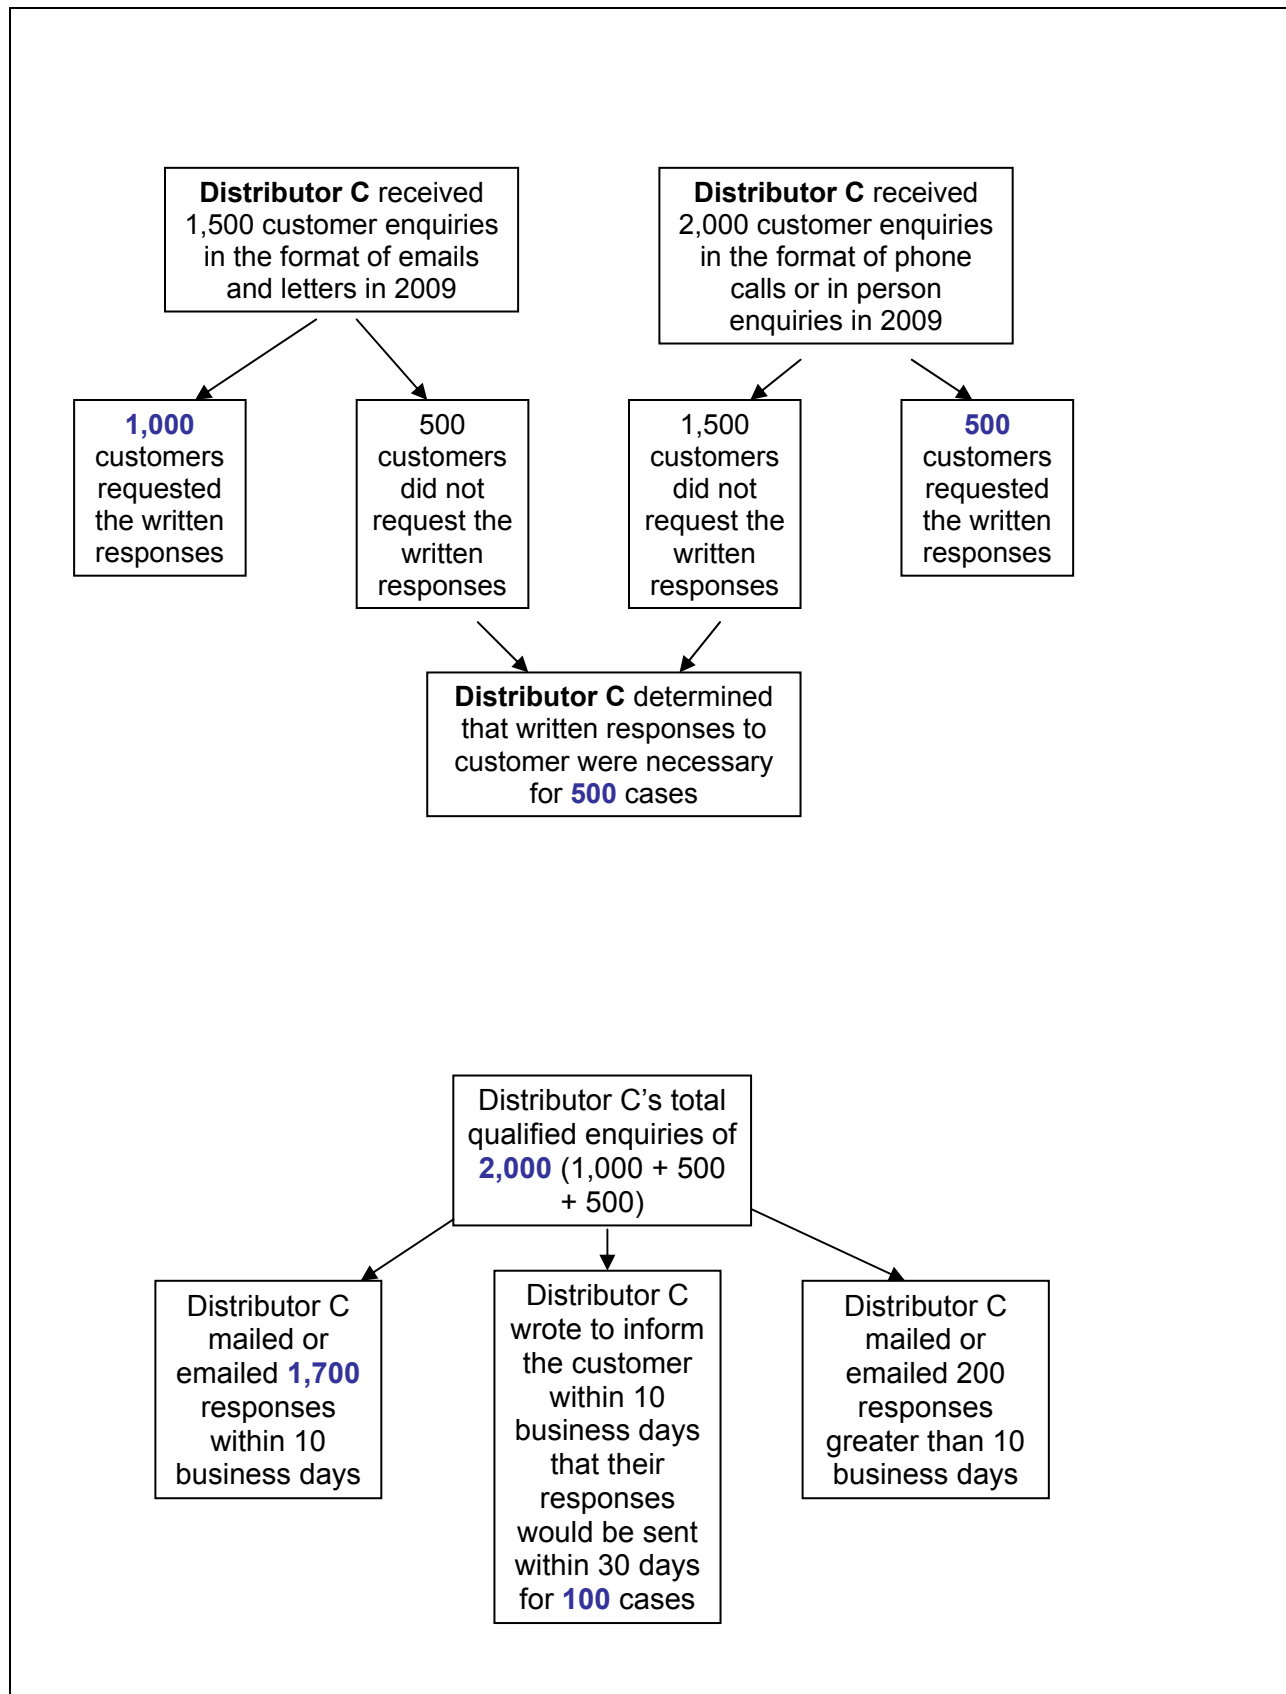 Distributor C received
1,500 customer enquiries
in the format of emails
and letters in 2009
Distributor C received
2,000 customer enquiries
in the format of phone
calls or in person
enquiries in 2009
1,000
customers
requested
the written
responses
500
customers
did not
request the
written
responses
1,500
customers
did not
request the
written
responses
500
customers
requested
the written
responses
Distributor C determined
that written responses to
customer were necessary
for 500 cases
Distributor C's total
qualified enquiries of
2,000 (1,000 + 500
+ 500)
Distributor C
mailed or
emailed 1,700
responses
within 10
business days
Distributor C
wrote to inform
the customer
within 10
business days
that their
responses
would be sent
within 30 days
for 100 cases
Distributor C
mailed or
emailed 200
responses
greater than 10
business days